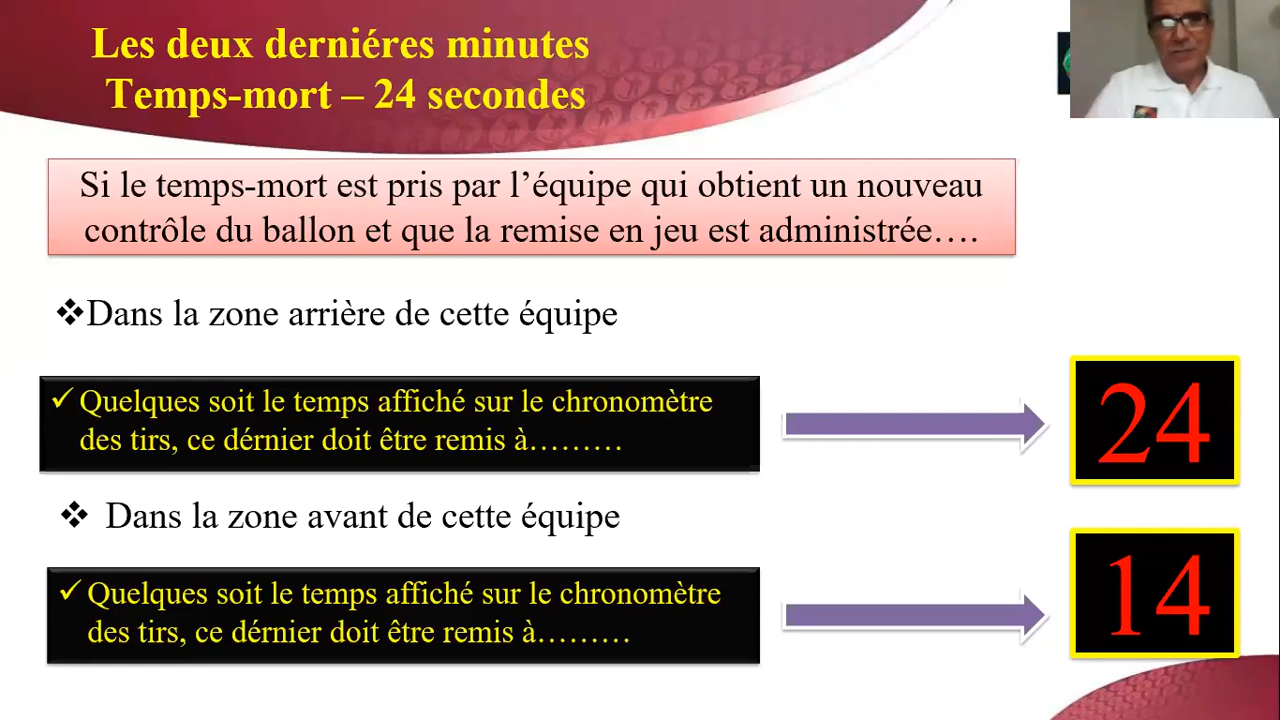 Les deux derniéres minutes
Temps-mort – 24 secondes
Si le temps-mort est pris par l’équipe qui obtient un nouveau
contrôle du ballon et que la remise en jeu est administrée….
❖Dans la zone arrière de cette équipe
✓Quelques soit le temps affiché sur le chronomètre
des tirs, ce dérnier doit être remis à………
24
❖ Dans la zone avant de cette équipe
✓Quelques soit le temps affiché sur le chronomètre
des tirs, ce dérnier doit être remis à………
14